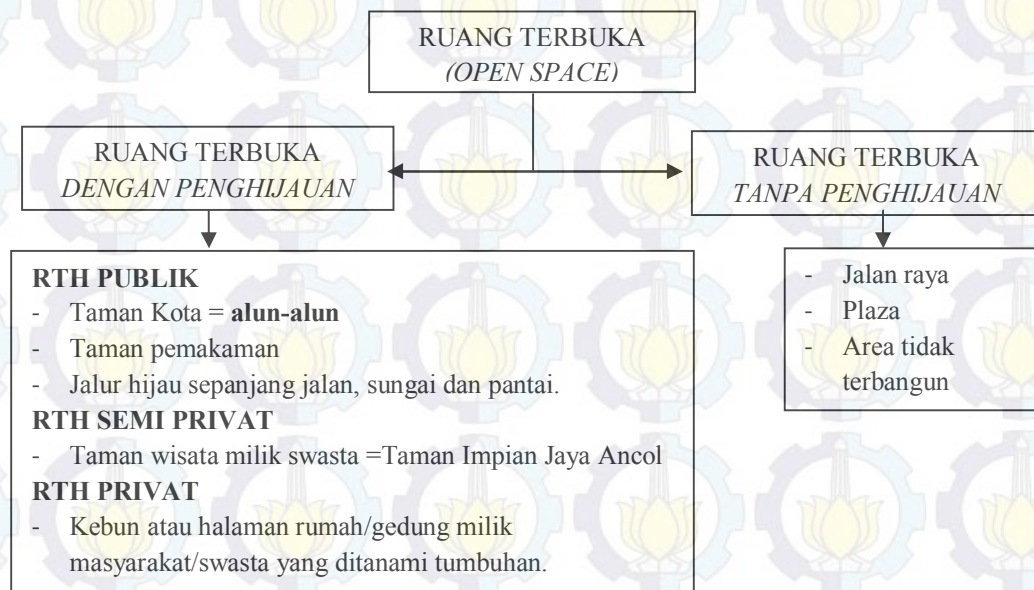 RUANG TERBUKA
(OPEN SPACE)
RUANG TERBUKA
DENGAN PENGHIJAUAN
RUANG TERBUKA
TANPA PENGHIJAUAN
RTH PUBLIK
- Taman Kota = alun-alun
- Taman pemakaman
- Jalur hijau sepanjang jalan, sungai dan pantai.
RTH SEMI PRIVAT
- Taman wisata milik swasta =Taman Impian Jaya Ancol
RTH PRIVAT
- Kebun atau halaman rumah/gedung milik
masyarakat/swasta yang ditanami tumbuhan.
- Jalan raya
- Plaza
- Area tidak
terbangun